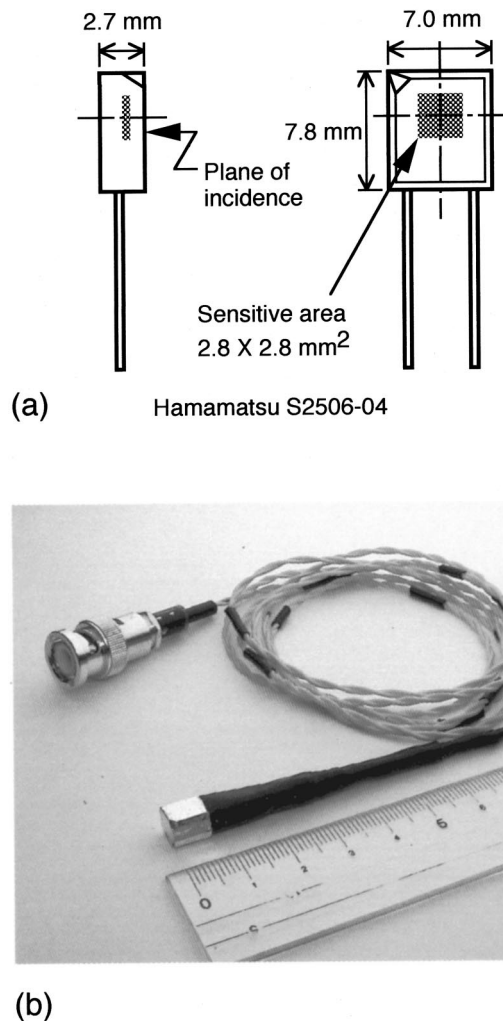 2.7 mm
7.0 mm
7.8 mm
Plane of
incidence
Sensitive area
2.8 X 2.8 mm2
(a) Hamamatsu S2506-04
0 1 2 3 4 5 6
(b)